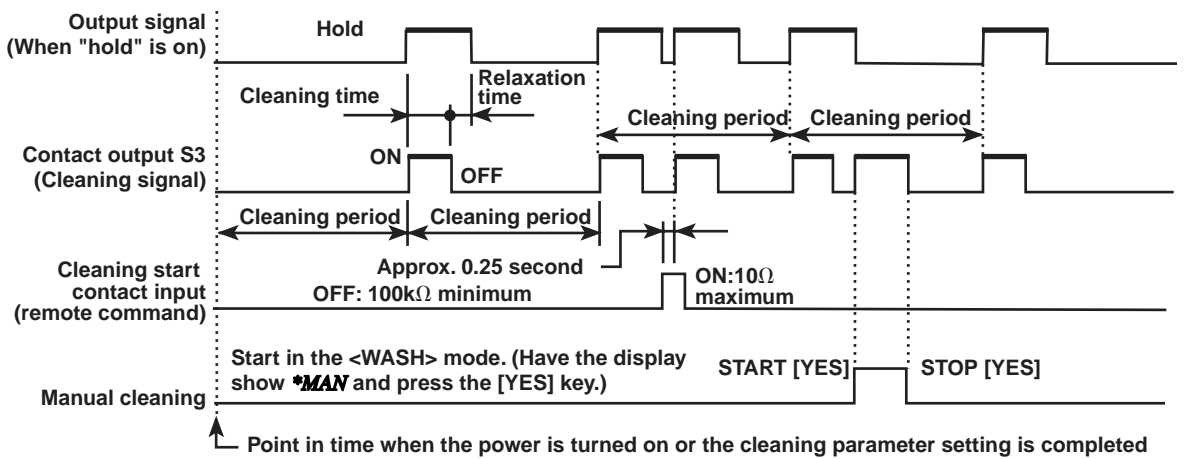 Output signal
(When "hold" is on)
Hold
Cleaning time
Relaxation
time
Cleaning period
Cleaning period
Contact output S3
(Cleaning signal)
ON
OFF
Cleaning period
Cleaning period
Approx. 0.25 second
Cleaning start
contact input
(remote command)
OFF: 100kΩ minimum
ON:10Ω
maximum
Start in the <WASH> mode. (Have the display
show *MAN and press the [YES] key.)
START [YES]
STOP [YES]
Manual cleaning
Point in time when the power is turned on or the cleaning parameter setting is completed